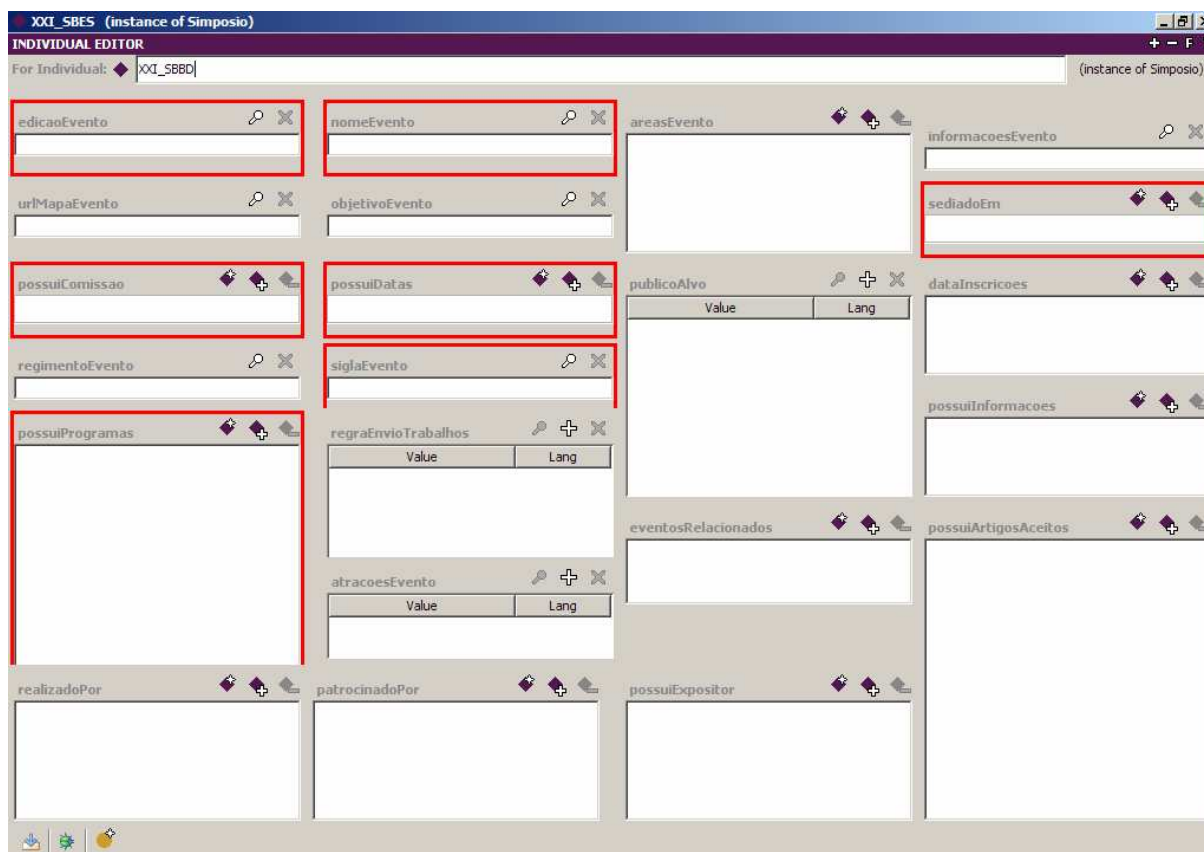 XXI_SBES (instance of Simposio)
INDIVIDUAL EDITOR
+ - F
For Individual: XXI_SBBD (instance of Simposio)
edicaoEvento
nomeEvento
areasEvento
informacoesEvento
urlMapaEvento
objetivoEvento
sediadoEm
possuiComissao
possuiDatas
publicoAlvo
Value Lang
dataInscricoes
regimentoEvento
siglaEvento
possuiInformacoes
possuiProgramas
regraEnvioTrabalhos
Value Lang
eventosRelacionados
possuiArtigosAceitos
atracoesEvento
Value Lang
realizadoPor
patrocinadoPor
possuiExpositor